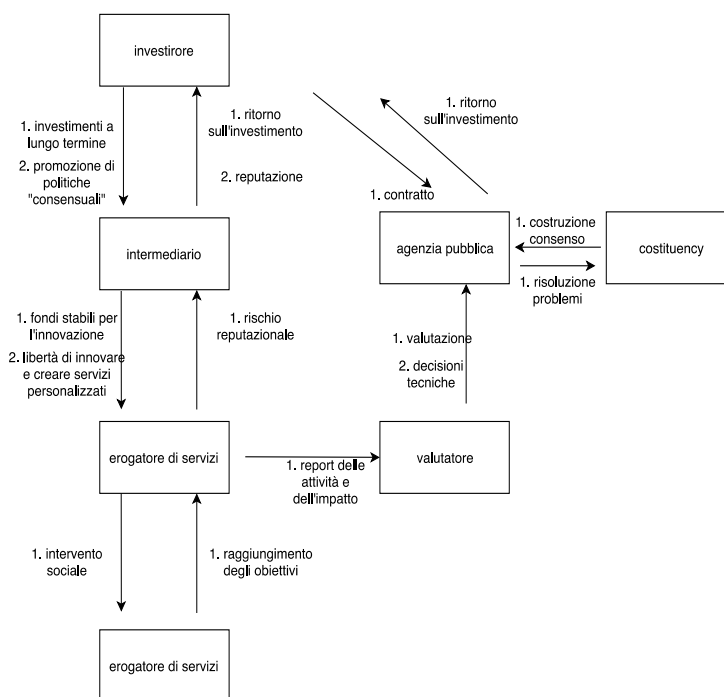 investirore
1. investimenti a
lungo termine
2. promozione di
politiche
"consensuali"
1. ritorno
sull'investimento
2. reputazione
1. contratto
1. ritorno
sull'investimento
intermediario
agenzia pubblica
1. costruzione
consenso
1. risoluzione
problemi
costituency
1. fondi stabili per
l'innovazione
2. libertà di innovare
e creare servizi
personalizzati
1. rischio
reputazionale
1. valutazione
2. decisioni
tecniche
erogatore di servizi
1. report delle
attività e
dell'impatto
valutatore
1. intervento
sociale
1. raggiungimento
degli obiettivi
erogatore di servizi